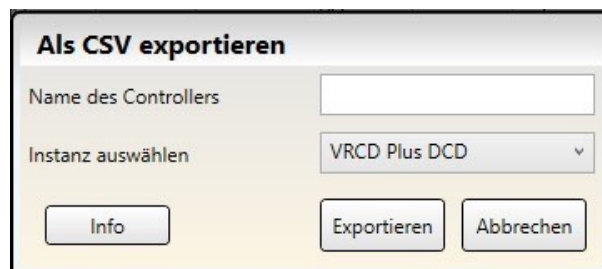 Als CSV exportieren
Name des Controllers
Instanz auswählen VRCD Plus DCD
Info Exportieren Abbrechen